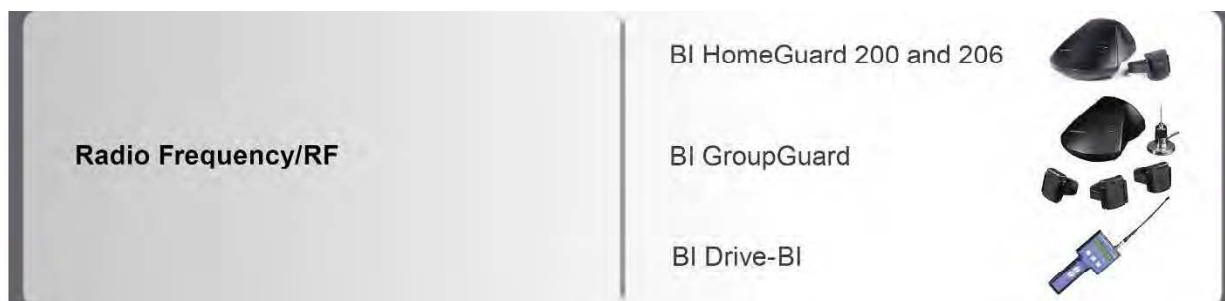 BI HomeGuard 200 and 206
Radio Frequency/RF
BI GroupGuard
BI Drive-BI